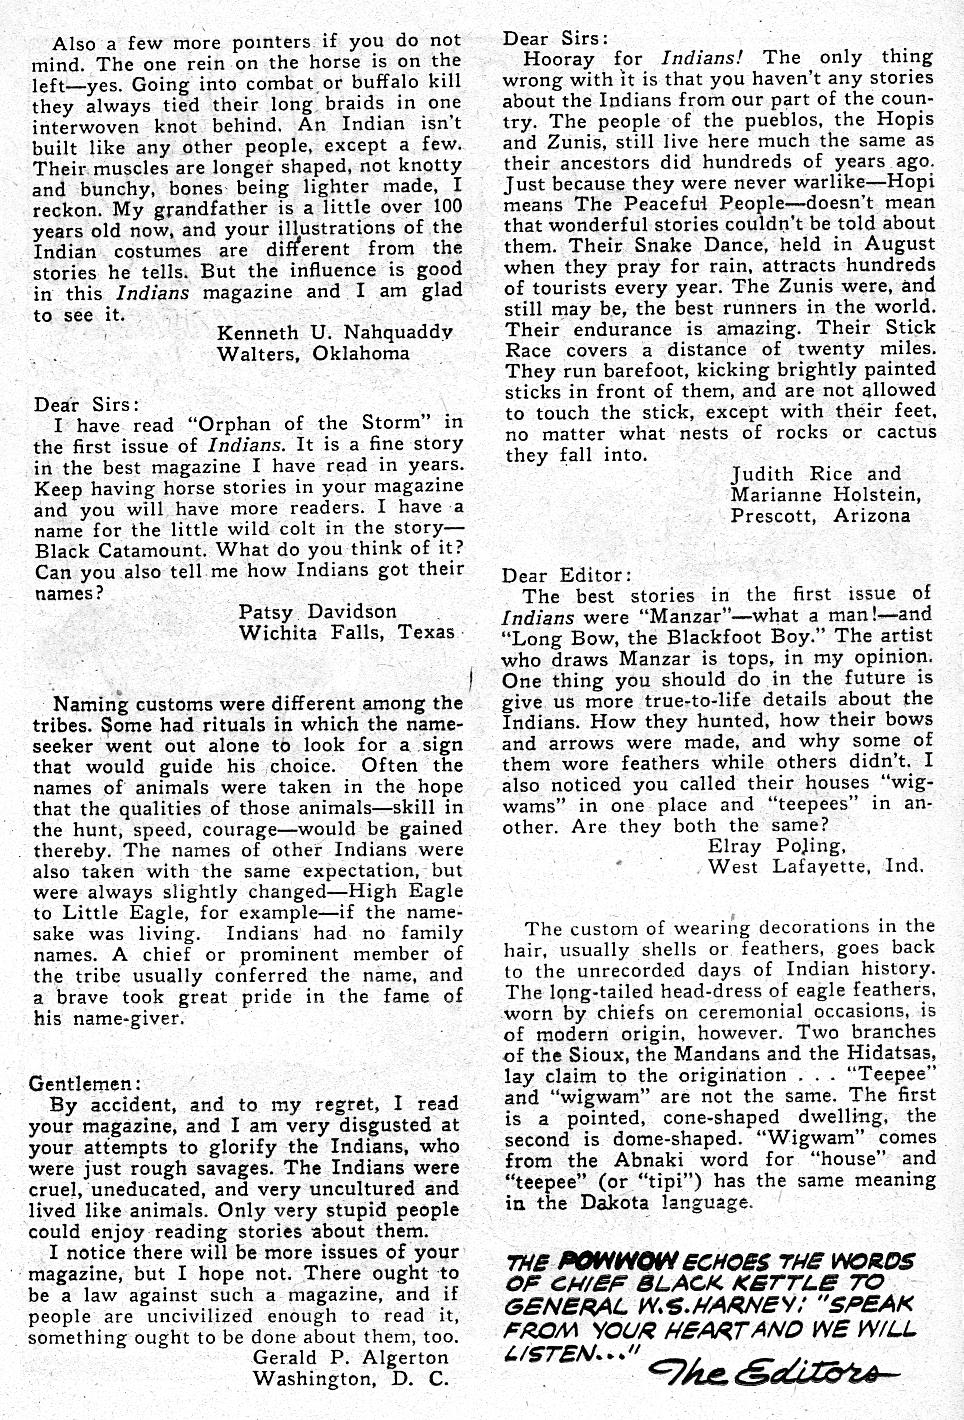 Also a few more pointers if you do not
mind. The one rein on the horse is on the
left—yes. Going into combat or buffalo kill
they always tied their long braids in one
interwoven knot behind. An Indian isn't
built like any other people, except a few.
Their muscles are longer shaped, not knotty
and bunchy, bones being lighter made, I
reckon. My grandfather is a little over 100
years old now, and your illustrations of the
Indian costumes are different from the
stories he tells. But the influence is good
in this Indians magazine and I am glad
to see it.
Kenneth U. Nahquaddy
Walters, Oklahoma
Dear Sirs:
I have read "Orphan of the Storm" in
the first issue of Indians. It is a fine story
in the best magazine I have read in years.
Keep having horse stories in your magazine
and you will have more readers. I have a
name for the little wild colt in the story—
Black Catamount. What do you think of it?
Can you also tell me how Indians got their
names?
Patsy Davidson
Wichita Falls, Texas
Naming customs were different among the
tribes. Some had rituals in which the name-
seeker went out alone to look for a sign
that would guide his choice. Often the
names of animals were taken in the hope
that the qualities of those animals—skill in
the hunt, speed, courage—would be gained
thereby. The names of other Indians were
also taken with the same expectation, but
were always slightly changed—High Eagle
to Little Eagle, for example—if the name-
sake was living. Indians had no family
names. A chief or prominent member of
the tribe usually conferred the name, and
a brave took great pride in the fame of
his name-giver.
Gentlemen:
By accident, and to my regret, I read
your magazine, and I am very disgusted at
your attempts to glorify the Indians, who
were just rough savages. The Indians were
cruel, uneducated, and very uncultured and
lived like animals. Only very stupid people
could enjoy reading stories about them.
I notice there will be more issues of your
magazine, but I hope not. There ought to
be a law against such a magazine, and if
people are uncivilized enough to read it,
something ought to be done about them, too.
Gerald P. Algerton
Washington, D. C.
Dear Sirs:
Hooray for Indians! The only thing
wrong with it is that you haven't any stories
about the Indians from our part of the coun-
try. The people of the pueblos, the Hopis
and Zunis, still live here much the same as
their ancestors did hundreds of years ago.
Just because they were never warlike—Hopi
means The Peaceful People—doesn't mean
that wonderful stories couldn't be told about
them. Their Snake Dance, held in August
when they pray for rain, attracts hundreds
of tourists every year. The Zunis were, and
still may be, the best runners in the world.
Their endurance is amazing. Their Stick
Race covers a distance of twenty miles.
They run barefoot, kicking brightly painted
sticks in front of them, and are not allowed
to touch the stick, except with their feet,
no matter what nests of rocks or cactus
they fall into.
Judith Rice and
Marianne Holstein,
Prescott, Arizona
Dear Editor:
The best stories in the first issue of
Indians were "Manzar"—what a man!—and
"Long Bow, the Blackfoot Boy." The artist
who draws Manzar is tops, in my opinion.
One thing you should do in the future is
give us more true-to-life details about the
Indians. How they hunted, how their bows
and arrows were made, and why some of
them wore feathers while others didn't. I
also noticed you called their houses "wig-
wams" in one place and "teepees" in an-
other. Are they both the same?
Elray Poling,
West Lafayette, Ind.
The custom of wearing decorations in the
hair, usually shells or feathers, goes back
to the unrecorded days of Indian history.
The long-tailed head-dress of eagle feathers,
worn by chiefs on ceremonial occasions, is
of modern origin, however. Two branches
of the Sioux, the Mandans and the Hidatsas,
lay claim to the origination . . . "Teepee"
and "wigwam" are not the same. The first
is a pointed, cone-shaped dwelling, the
second is dome-shaped. "Wigwam" comes
from the Abnaki word for "house" and
"teepee" (or "tipi") has the same meaning
in the Dakota language.
THE POWWOW ECHOES THE WORDS
OF CHIEF BLACK KETTLE TO
GENERAL W.S. HARNEY: "SPEAK
FROM YOUR HEART AND WE WILL
LISTEN..."
The Editors